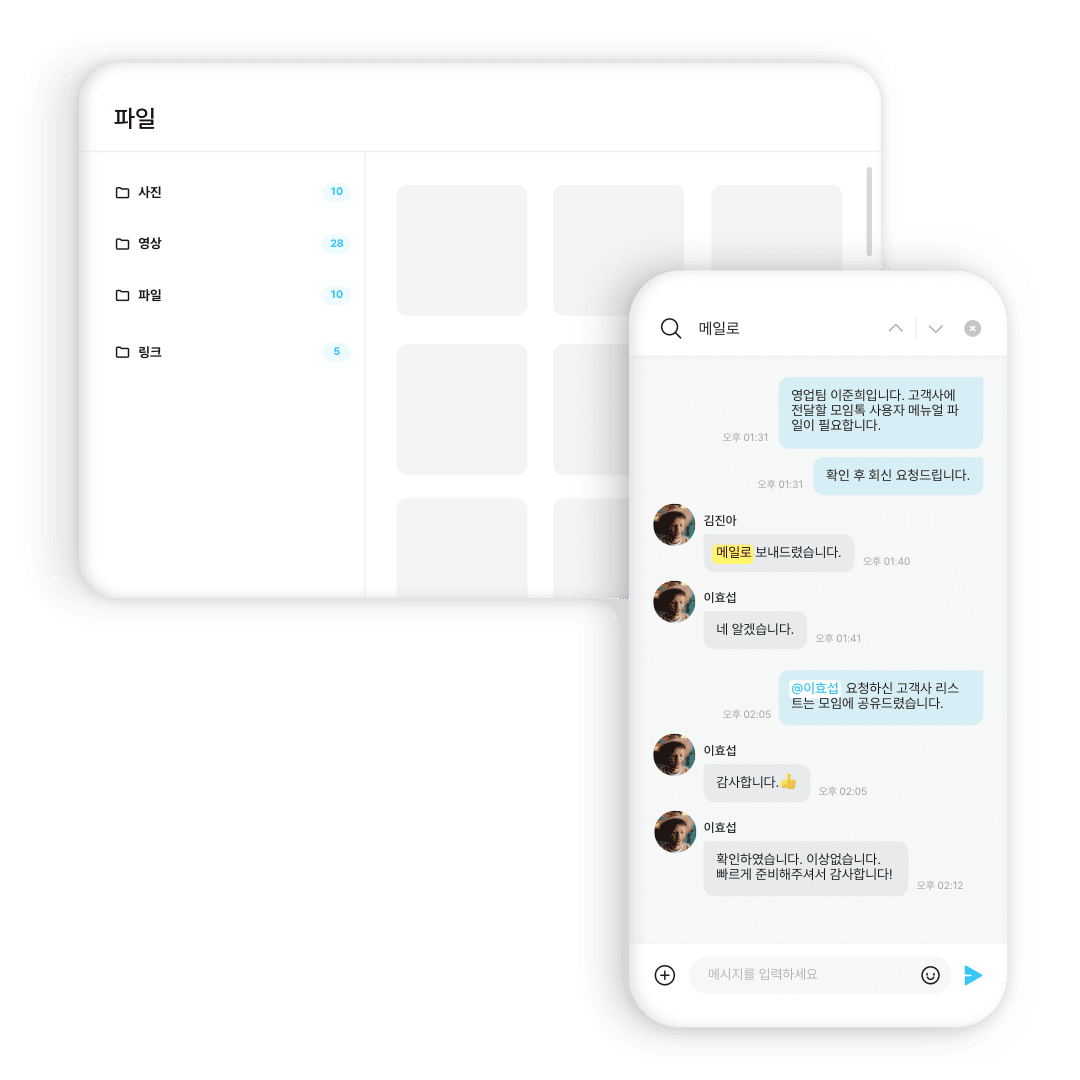 파일
사진 10
영상 28
파일 10
링크 5
메일로
영업팀 이준희입니다. 고객사에
전달할 모임톡 사용자 메뉴얼 파
일이 필요합니다.
오후 01:31
확인 후 회신 요청드립니다.
오후 01:31
김진아
메일로 보내드렸습니다.
오후 01:40
이효섭
네 알겠습니다.
오후 01:41
@이효섭 요청하신 고객사 리스
트는 모임에 공유드렸습니다.
오후 02:05
이효섭
감사합니다.👍
오후 02:05
이효섭
확인하였습니다. 이상없습니다.
빠르게 준비해주셔서 감사합니다!
오후 02:12
메시지를 입력하세요